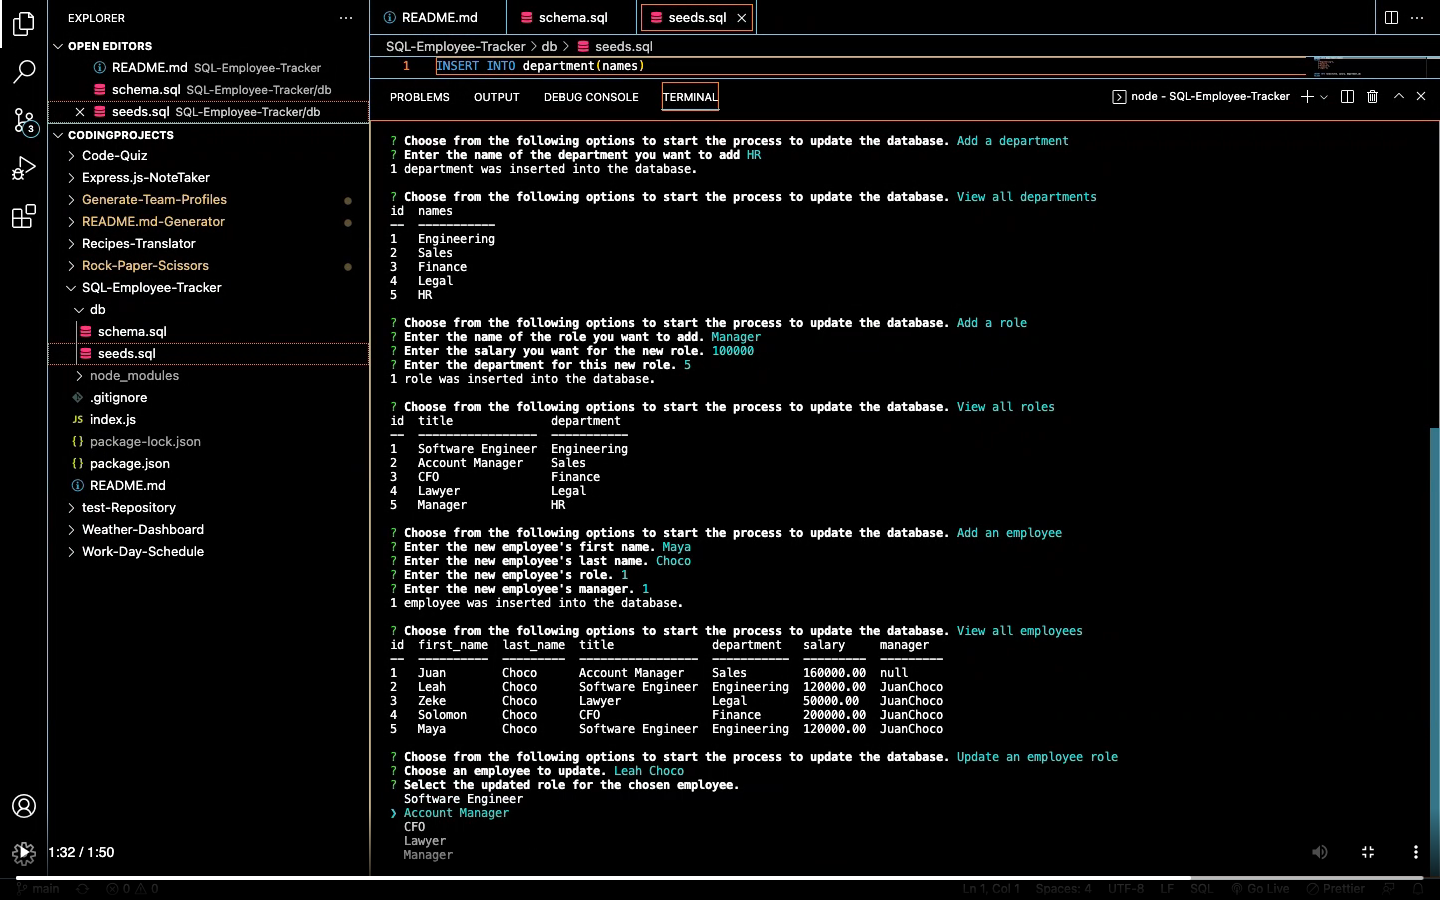 EXPLORER
OPEN EDITORS
README.md SQL-Employee-Tracker
schema.sql SQL-Employee-Tracker/db
seeds.sql SQL-Employee-Tracker/db
3
CODINGPROJECTS
Code-Quiz
Express.js-NoteTaker
Generate-Team-Profiles
README.md-Generator
Recipes-Translator
Rock-Paper-Scissors
SQL-Employee-Tracker
db
schema.sql
seeds.sql
node_modules
.gitignore
JS index.js
{} package-lock.json
{} package.json
README.md
test-Repository
Weather-Dashboard
Work-Day-Schedule
README.md
schema.sql
seeds.sql
SQL-Employee-Tracker > db > seeds.sql
1 INSERT INTO department(names)
PROBLEMS OUTPUT DEBUG CONSOLE TERMINAL
node - SQL-Employee-Tracker
? Choose from the following options to start the process to update the database. Add a department
? Enter the name of the department you want to add HR
1 department was inserted into the database.
? Choose from the following options to start the process to update the database. View all departments
id names
-- -----------
1 Engineering
2 Sales
3 Finance
4 Legal
5 HR
? Choose from the following options to start the process to update the database. Add a role
? Enter the name of the role you want to add. Manager
? Enter the salary you want for the new role. 100000
? Enter the department for this new role. 5
1 role was inserted into the database.
? Choose from the following options to start the process to update the database. View all roles
id title department
-- ----------------- -----------
1 Software Engineer Engineering
2 Account Manager Sales
3 CFO Finance
4 Lawyer Legal
5 Manager HR
? Choose from the following options to start the process to update the database. Add an employee
? Enter the new employee's first name. Maya
? Enter the new employee's last name. Choco
? Enter the new employee's role. 1
? Enter the new employee's manager. 1
1 employee was inserted into the database.
? Choose from the following options to start the process to update the database. View all employees
id first_name last_name title department salary manager
-- ---------- --------- ----------------- ----------- --------- ---------
1 Juan Choco Account Manager Sales 160000.00 null
2 Leah Choco Software Engineer Engineering 120000.00 JuanChoco
3 Zeke Choco Lawyer Legal 50000.00 JuanChoco
4 Solomon Choco CFO Finance 200000.00 JuanChoco
5 Maya Choco Software Engineer Engineering 120000.00 JuanChoco
? Choose from the following options to start the process to update the database. Update an employee role
? Choose an employee to update. Leah Choco
? Select the updated role for the chosen employee.
Software Engineer
❯ Account Manager
CFO
Lawyer
Manager
1:32 / 1:50
main 0 0 Ln 1, Col 1 Spaces: 4 UTF-8 LF SQL Go Live Prettier